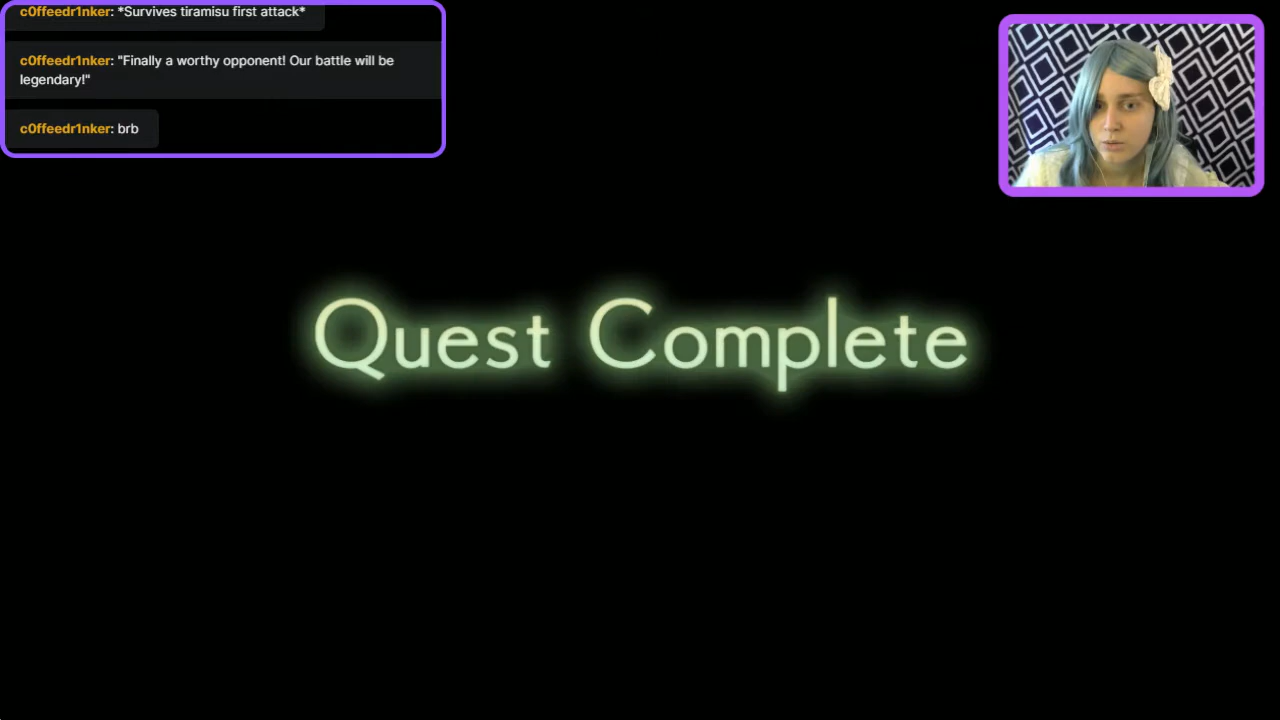 c0ffeedr1nker: *Survives tiramisu first attack*
c0ffeedr1nker: "Finally a worthy opponent! Our battle will be
legendary!"
c0ffeedr1nker: brb
Quest Complete